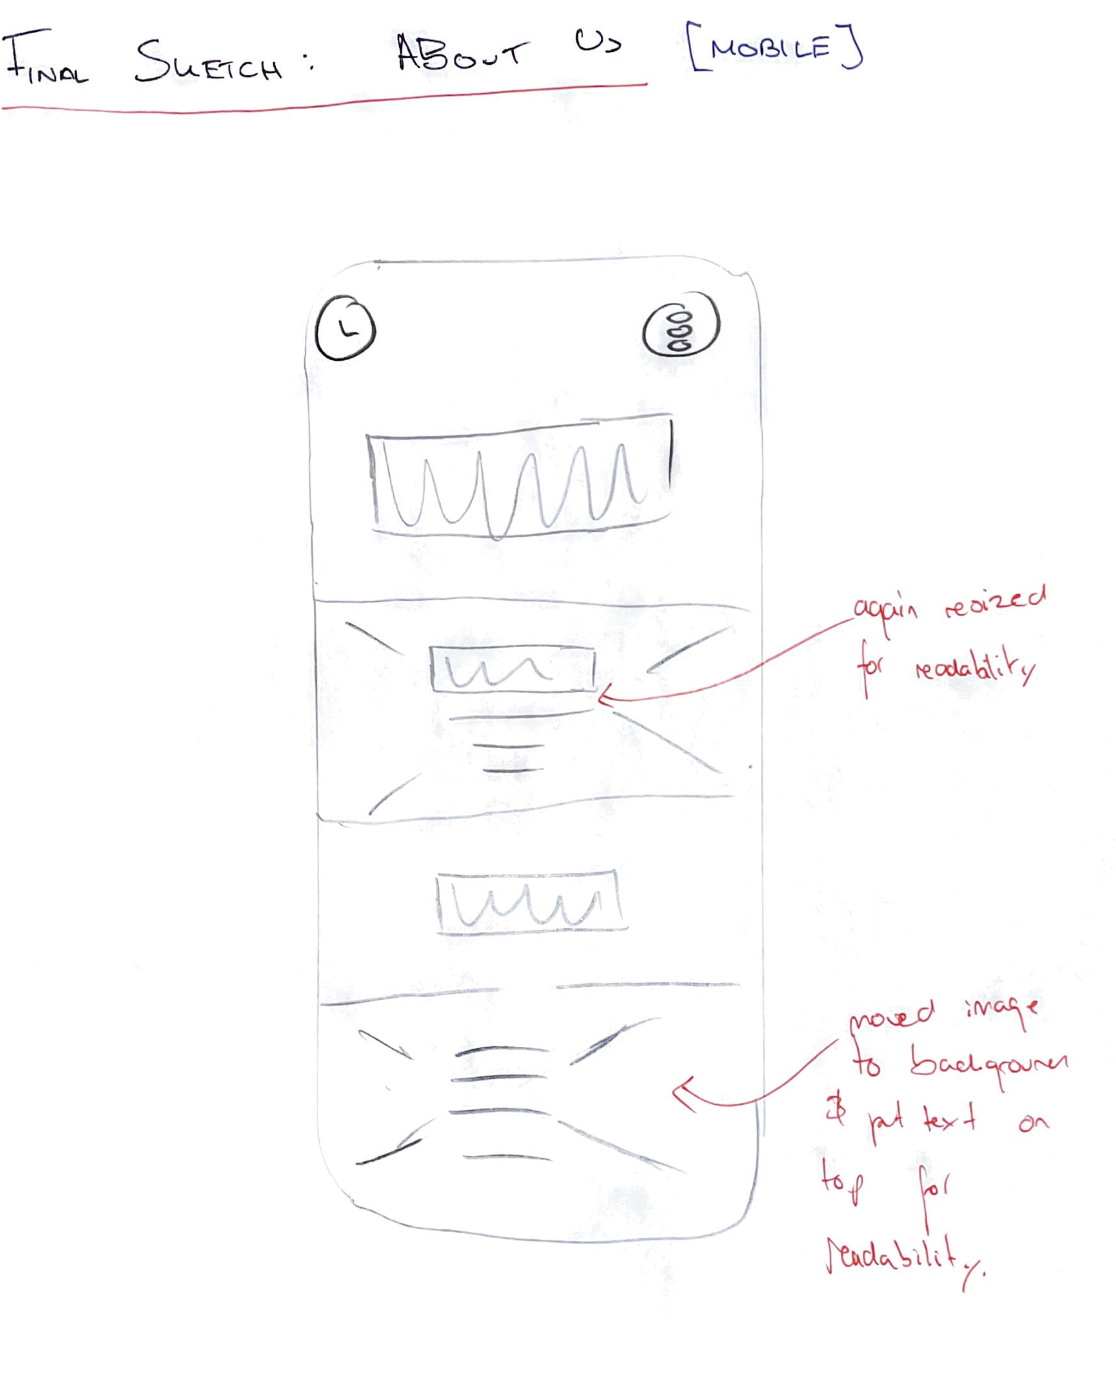 FINAL SKETCH: ABOUT US [MOBILE]
L
again resized
for readability
moved image
to background
& put text on
top for
readability.